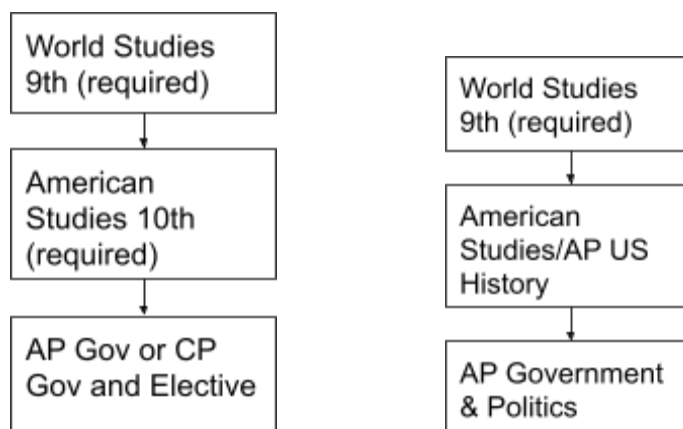 World Studies
9th (required)
American
Studies 10th
(required)
AP Gov or CP
Gov and Elective
World Studies
9th (required)
American
Studies/AP US
History
AP Government
& Politics